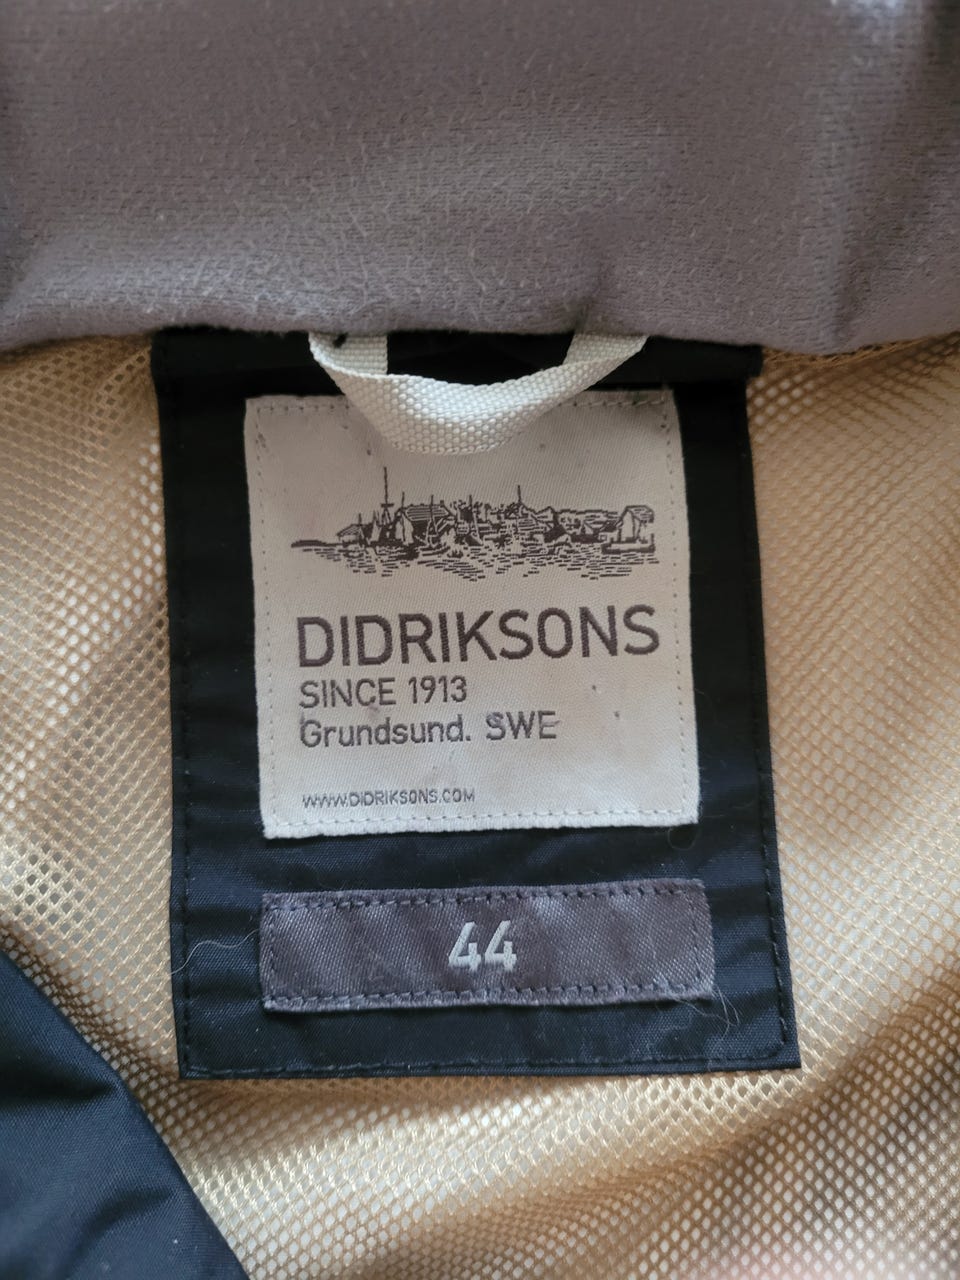 DIDRIKSONS
SINCE 1913
Grundsund. SWE
WWW.DIDRIKSONS.COM
44